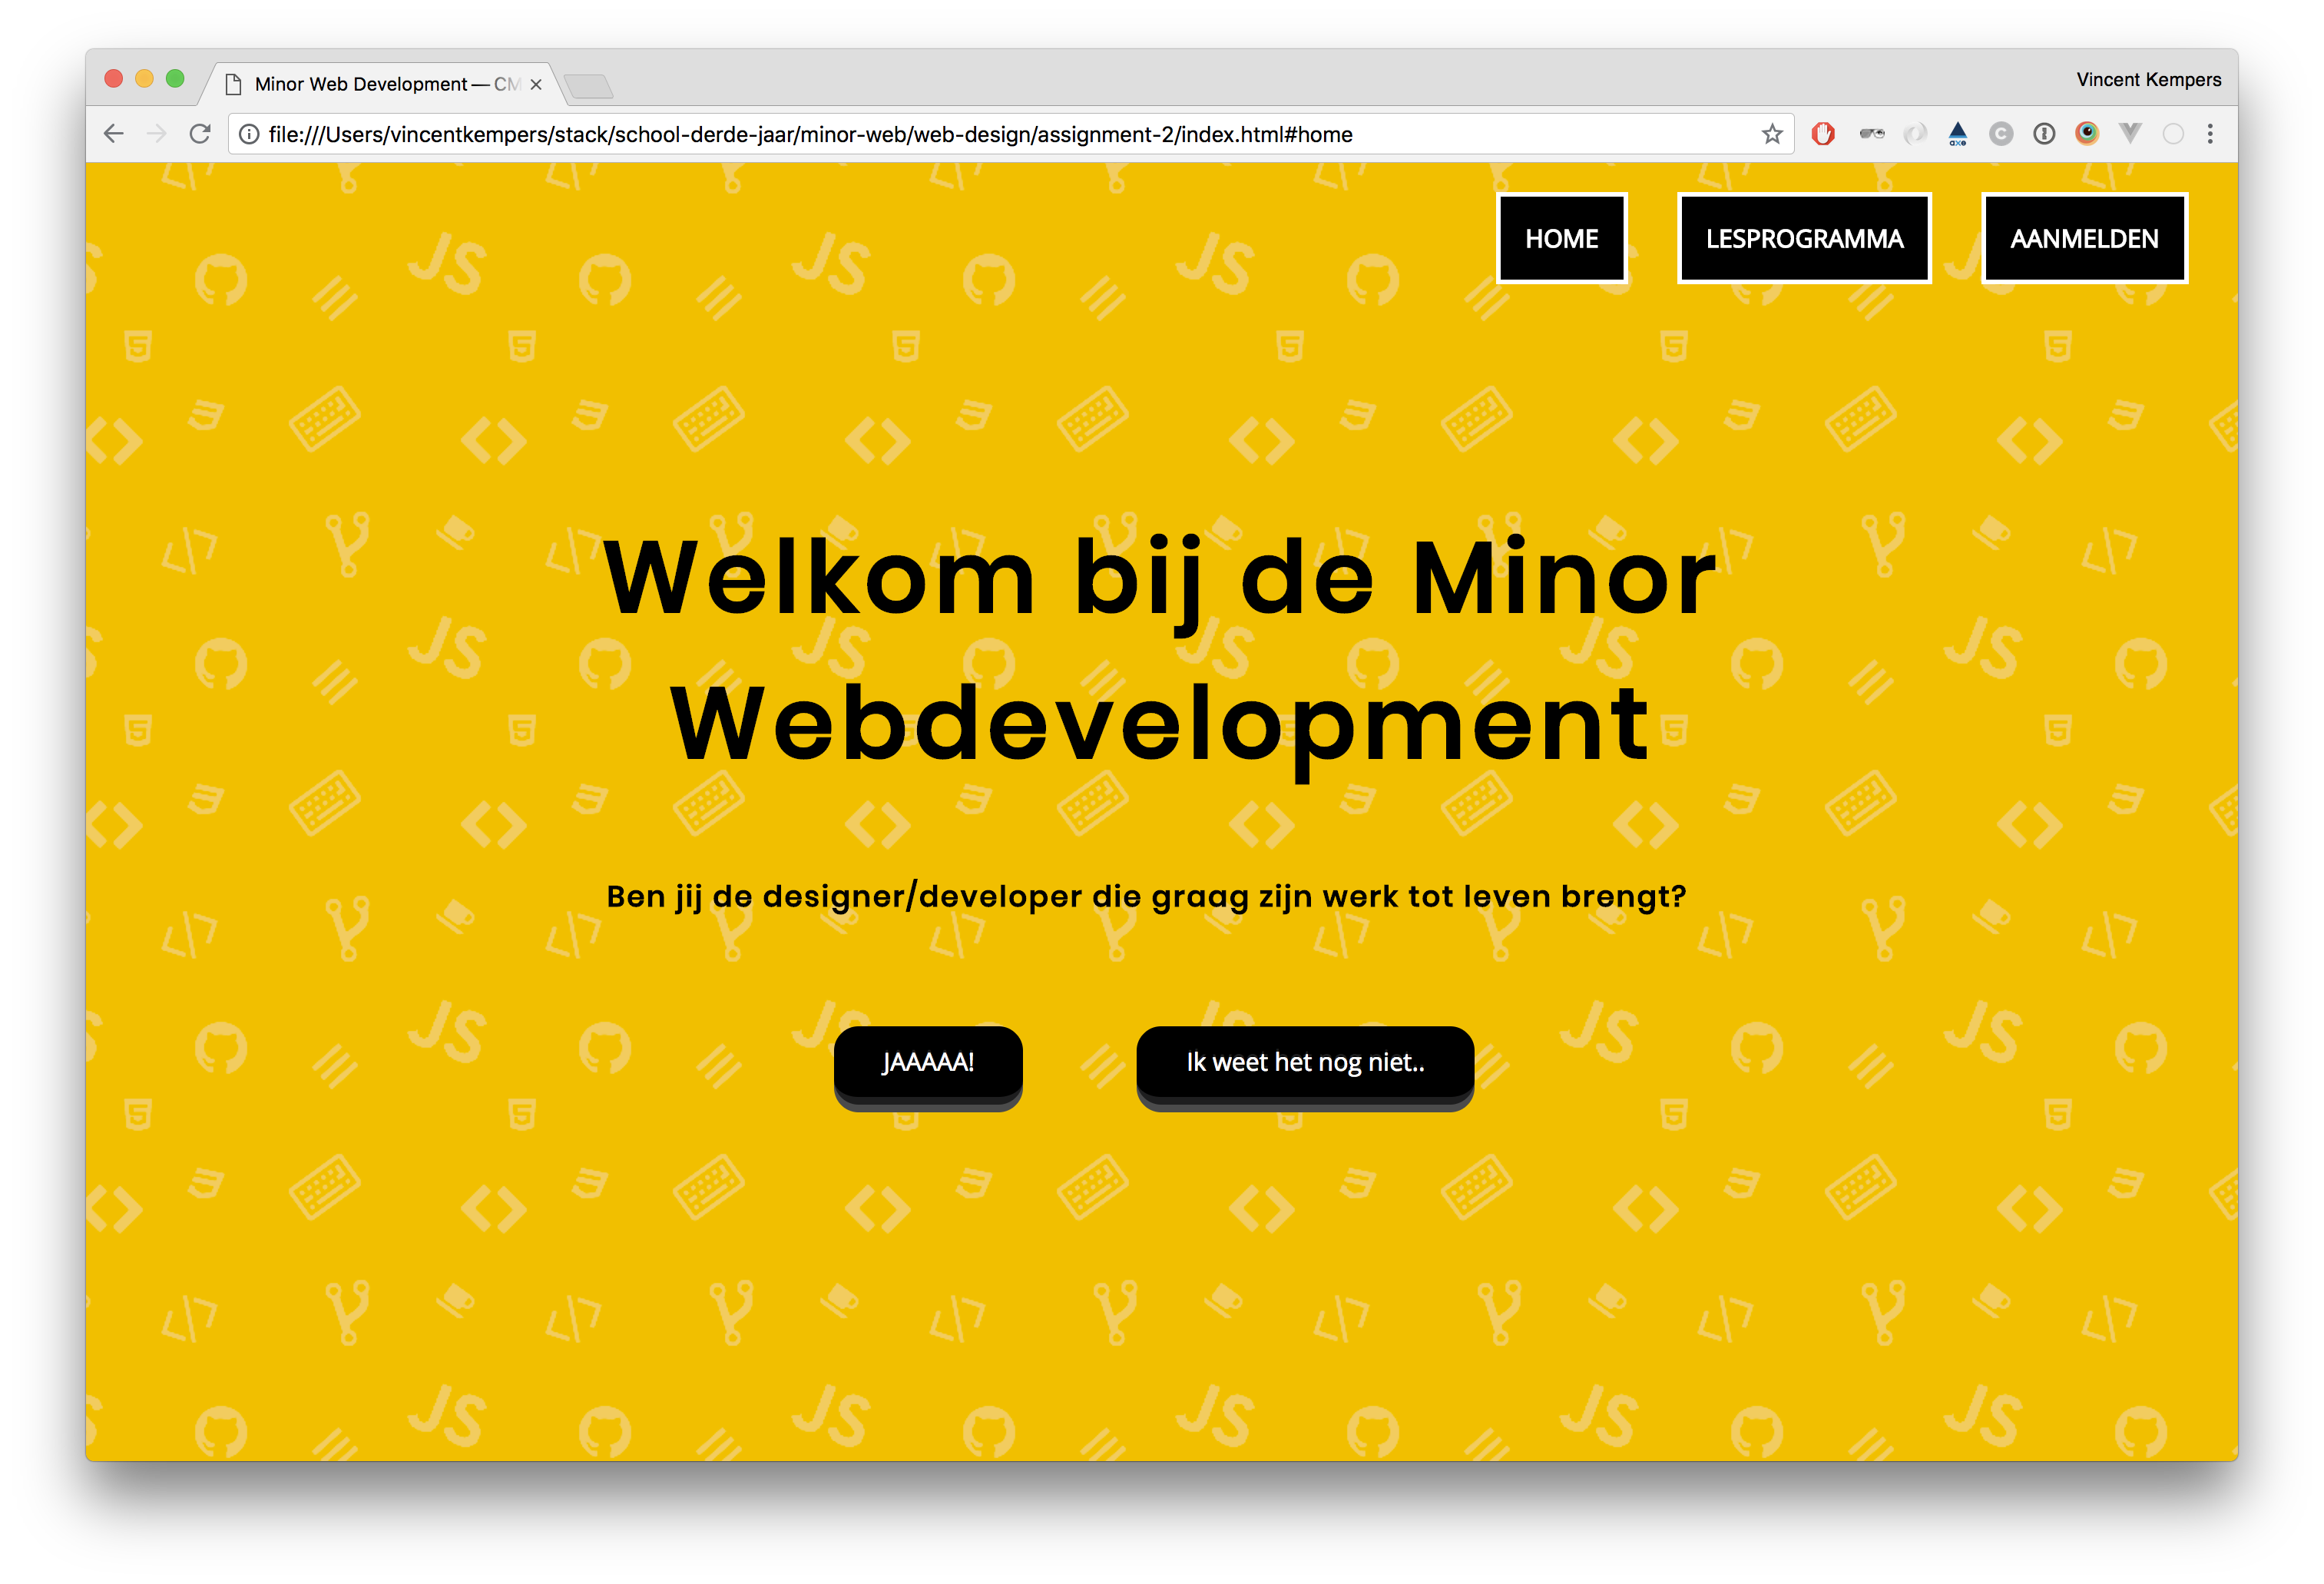 Minor Web Development — CM
Vincent Kempers
file:///Users/vincentkempers/stack/school-derde-jaar/minor-web/web-design/assignment-2/index.html#home
HOME LESPROGRAMMA AANMELDEN
Welkom bij de Minor
Webdevelopment
Ben jij de designer/developer die graag zijn werk tot leven brengt?
JAAAAA! Ik weet het nog niet..